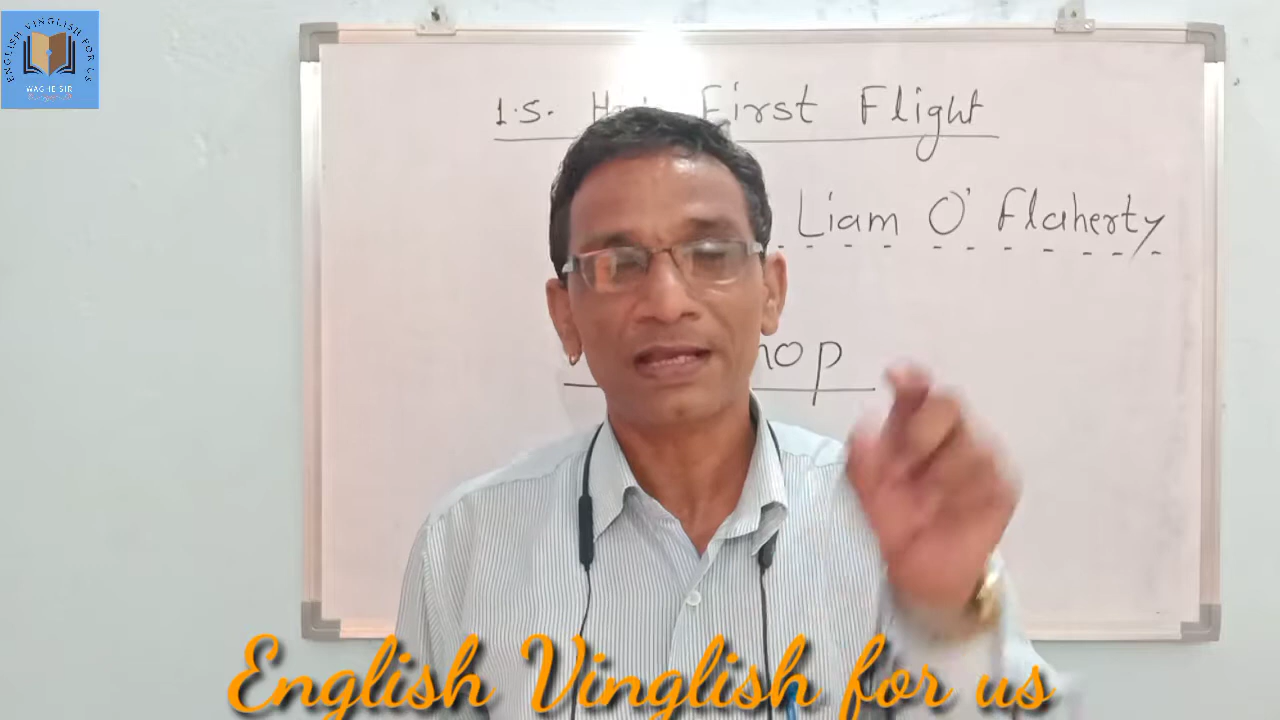 ENGLISH VINGLISH FOR US
WAGHE SIR
1.5. First Flight
Liam O' Flaherty
English Vinglish for us